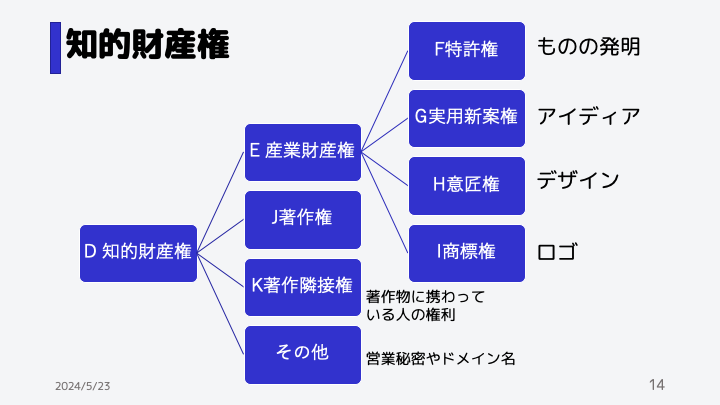 知的財産権
D 知的財産権
E 産業財産権
F特許権
ものの発明
G実用新案権
アイディア
H意匠権
デザイン
I商標権
ロゴ
J著作権
K著作隣接権
著作物に携わって
いる人の権利
その他
営業秘密やドメイン名
2024/5/23
14